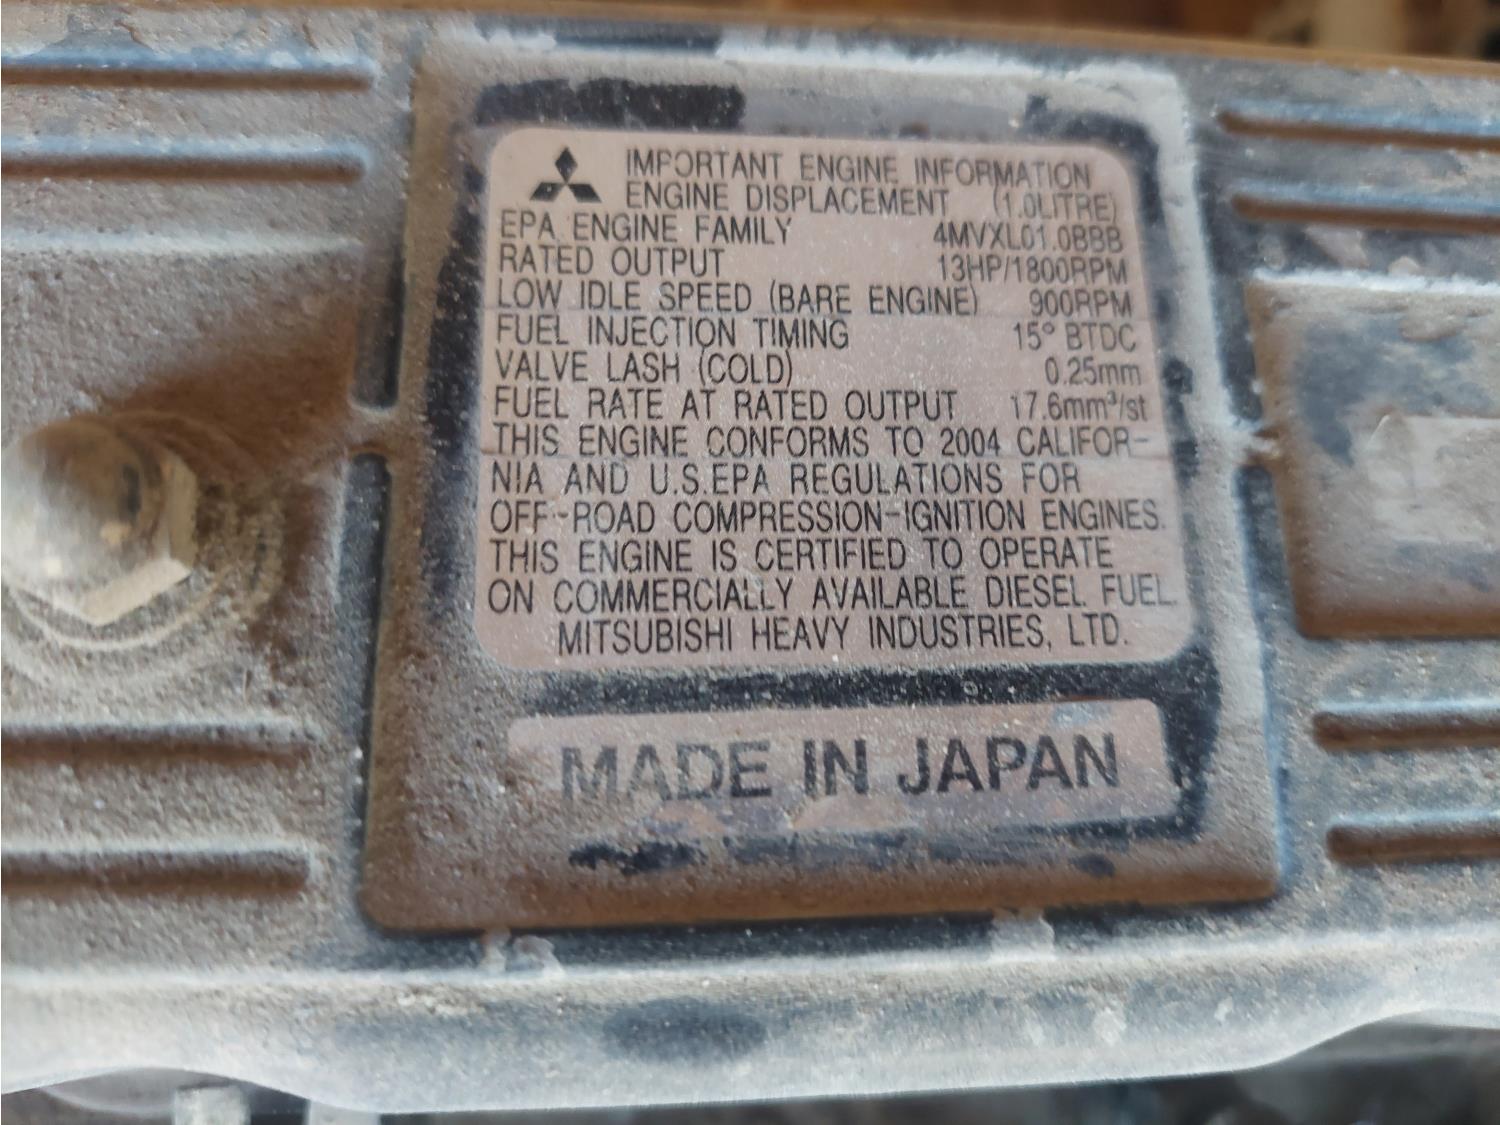 IMPORTANT ENGINE INFORMATION
ENGINE DISPLACEMENT (1.0LITRE)
EPA ENGINE FAMILY 4MVXL01.0BBB
RATED OUTPUT 13HP/1800RPM
LOW IDLE SPEED (BARE ENGINE) 900RPM
FUEL INJECTION TIMING 15° BTDC
VALVE LASH (COLD) 0.25mm
FUEL RATE AT RATED OUTPUT 17.6mm³/st
THIS ENGINE CONFORMS TO 2004 CALIFOR-
NIA AND U.S.EPA REGULATIONS FOR
OFF-ROAD COMPRESSION-IGNITION ENGINES.
THIS ENGINE IS CERTIFIED TO OPERATE
ON COMMERCIALLY AVAILABLE DIESEL FUEL.
MITSUBISHI HEAVY INDUSTRIES, LTD.
MADE IN JAPAN